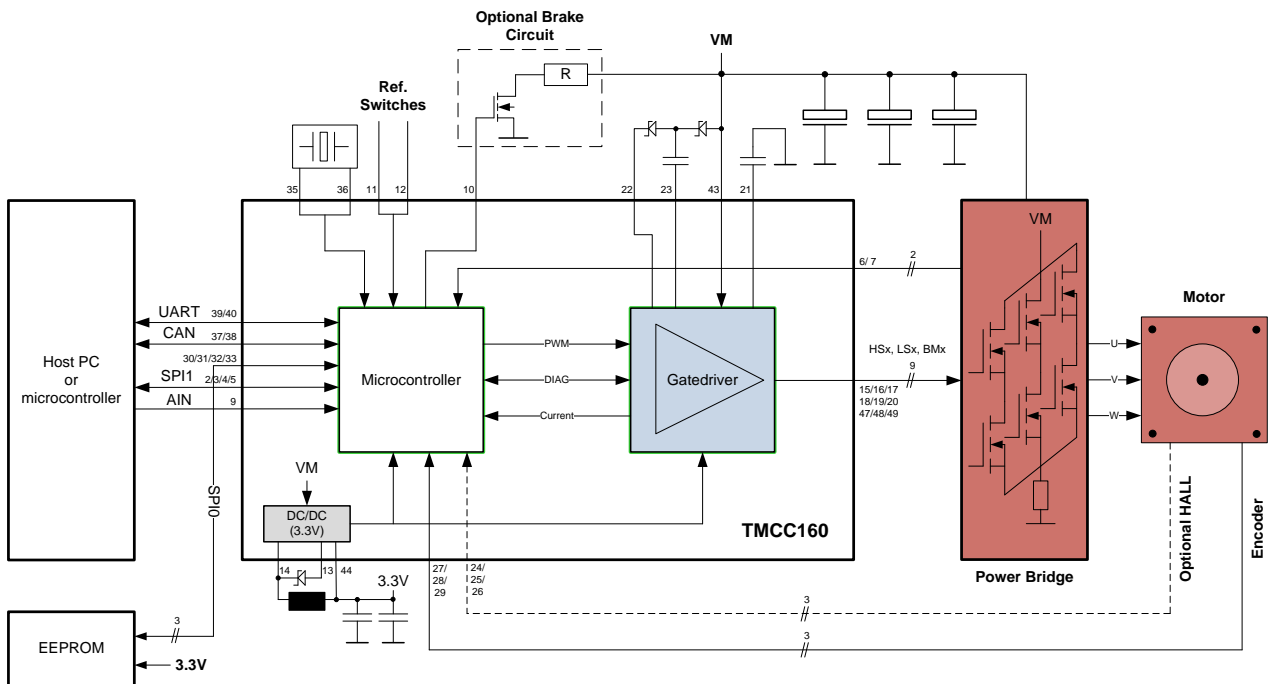 Optional Brake
Circuit
VM
R
Ref.
Switches
35
36
11
12
10
22
23
43
21
6/ 7
2
VM
Motor
Host PC
or
microcontroller
UART
39/40
CAN
37/38
30/31/32/33
SPI1
2/3/4/5
AIN
9
Microcontroller
PWM
DIAG
Current
Gatedriver
HSx, LSx, BMx
9
15/16/17
18/19/20
47/48/49
U
V
W
SPI0
VM
DC/DC
(3.3V)
TMCC160
14
13
44
3.3V
27/
28/
29
24/
25/
26
Power Bridge
Optional HALL
Encoder
3
3
EEPROM
3
3.3V